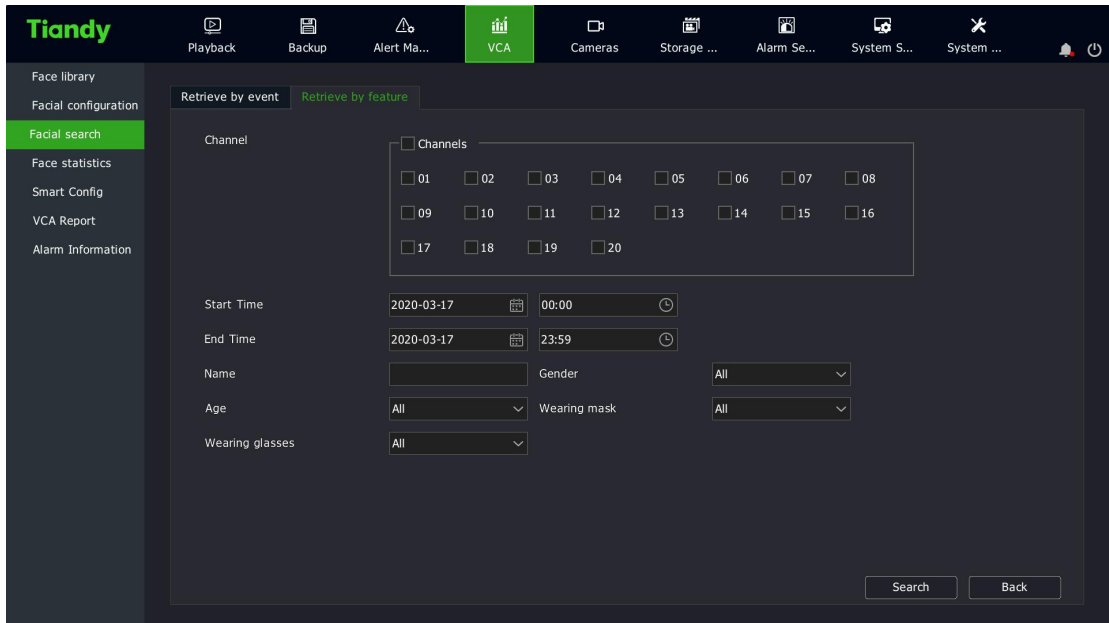 Tiandy
Playback Backup Alert Ma... VCA Cameras Storage ... Alarm Se... System S... System ...
Face library
Facial configuration
Facial search
Face statistics
Smart Config
VCA Report
Alarm Information
Retrieve by event Retrieve by feature
Channel
Channels
01 02 03 04 05 06 07 08
09 10 11 12 13 14 15 16
17 18 19 20
Start Time 2020-03-17 00:00
End Time 2020-03-17 23:59
Name Gender All
Age All Wearing mask All
Wearing glasses All
Search Back